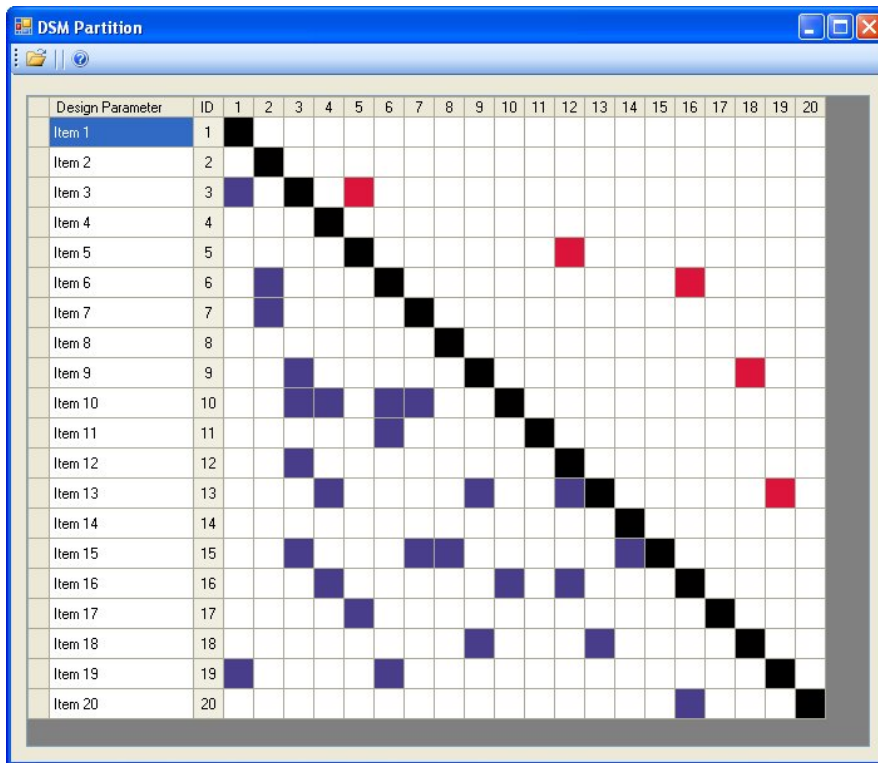 DSM Partition
Design Parameter ID 1 2 3 4 5 6 7 8 9 10 11 12 13 14 15 16 17 18 19 20
Item 1 1
Item 2 2
Item 3 3
Item 4 4
Item 5 5
Item 6 6
Item 7 7
Item 8 8
Item 9 9
Item 10 10
Item 11 11
Item 12 12
Item 13 13
Item 14 14
Item 15 15
Item 16 16
Item 17 17
Item 18 18
Item 19 19
Item 20 20